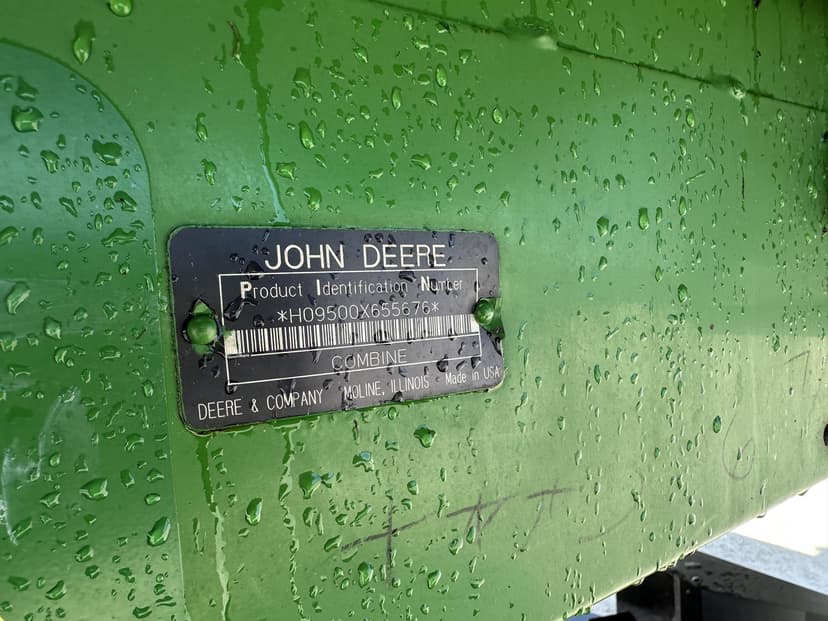 JOHN DEERE
Product Identification Number
*H09500X655676*
COMBINE
DEERE & COMPANY MOLINE, ILLINOIS Made in USA